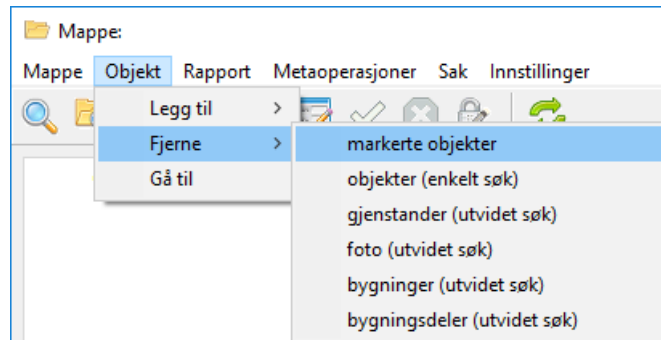 Mappe:
Mappe Objekt Rapport Metaoperasjoner Sak Innstillinger
Legg til >
Fjerne >
markerte objekter
Gå til
objekter (enkelt søk)
gjenstander (utvidet søk)
foto (utvidet søk)
bygninger (utvidet søk)
bygningsdeler (utvidet søk)